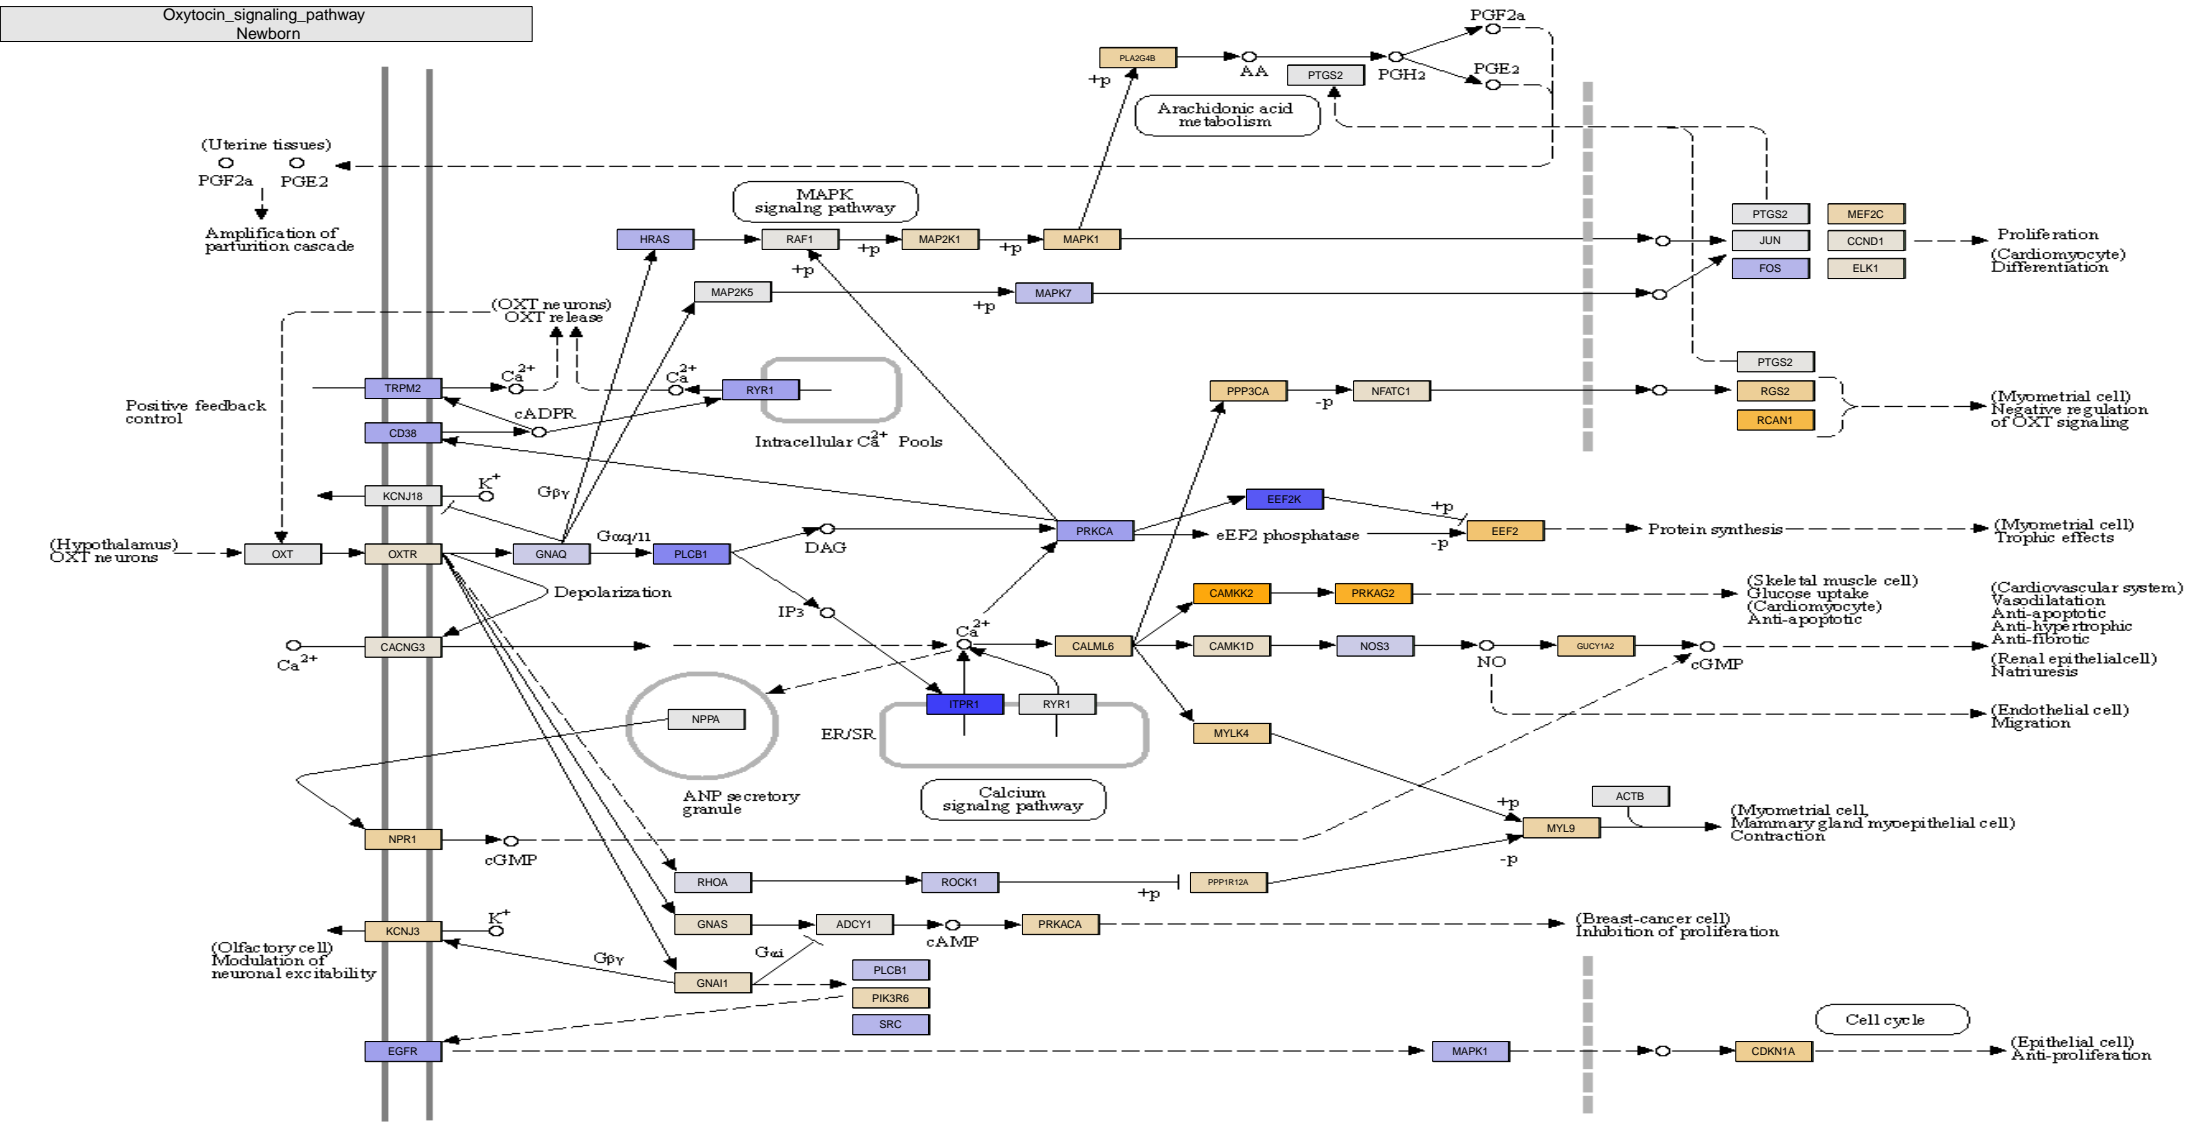 Oxytocin_signaling_pathway
Newborn
PGF2a
PLA2G4B
+p
AA
PTGS2
PGH2
PGE2
Arachidonic acid
metabolism
(Uterine tissues)
PGF2a
PGE2
Amplification of
parturition cascade
MAPK
signalng pathway
HRAS
RAF1
+p
MAP2K1
+p
MAPK1
+p
PTGS2
MEF2C
JUN
CCND1
FOS
ELK1
Proliferation
(Cardiomyocyte)
Differentiation
MAP2K5
+p
MAPK7
(OXT neurons)
OXT release
TRPM2
Ca2+
Ca2+
RYR1
cADPR
CD38
Positive feedback
control
Intracellular Ca2+ Pools
PPP3CA
-p
NFATC1
PTGS2
RGS2
RCAN1
(Myometrial cell)
Negative regulation
of OXT signaling
KCNJ18
K+
Gβγ
EEF2K
+p
(Hypothalamus)
OXT neurons
OXT
OXTR
GNAQ
Gαq/11
PLCB1
DAG
PRKCA
eEF2 phosphatase
-p
EEF2
Protein synthesis
(Myometrial cell)
Trophic effects
Depolarization
IP3
CAMKK2
PRKAG2
(Skeletal muscle cell)
Glucose uptake
(Cardiomyocyte)
Anti-apoptotic
(Cardiovascular system)
Vasodilatation
Anti-apoptotic
Anti-hypertrophic
Anti-fibrotic
(Renal epithelialcell)
Natriuresis
Ca2+
CACNG3
Ca2+
CALML6
CAMK1D
NOS3
NO
GUCY1A2
cGMP
NPPA
ER/SR
ITPR1
RYR1
MYLK4
(Endothelial cell)
Migration
ANP secretory
granule
Calcium
signalng pathway
ACTB
+p
MYL9
-p
(Myometrial cell,
Mammary gland myoepithelial cell)
Contraction
NPR1
cGMP
RHOA
ROCK1
+p
PPP1R12A
KCNJ3
K+
GNAS
ADCY1
cAMP
PRKACA
(Breast-cancer cell)
Inhibition of proliferation
(Olfactory cell)
Modulation of
neuronal excitability
Gβγ
Gαi
GNAI1
PLCB1
PIK3R6
SRC
EGFR
MAPK1
CDKN1A
Cell cycle
(Epithelial cell)
Anti-proliferation